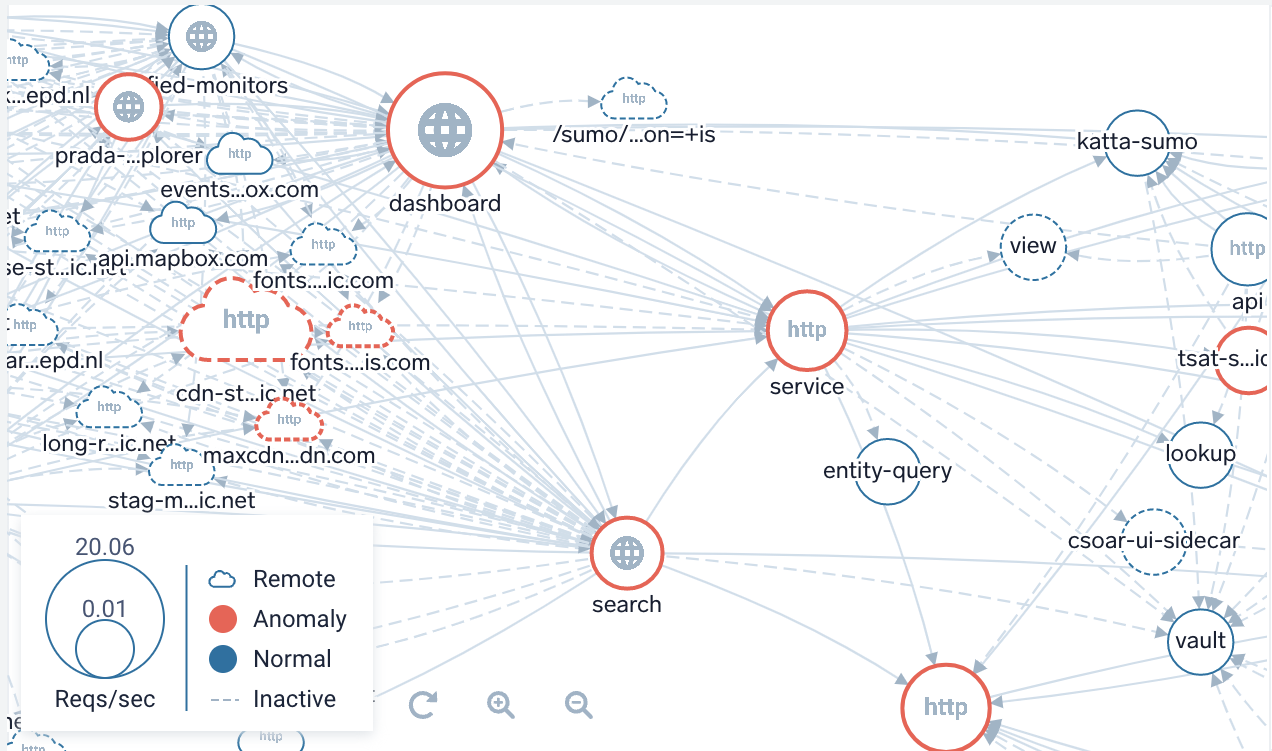 http
k...epd.nl
fied-monitors
prada-...plorer
http
events...ox.com
http
/sumo/...on=+is
dashboard
katta-sumo
http
api.mapbox.com
http
fonts....ic.com
http
se-st...ic.net
view
http
api
http
ar...epd.nl
http
cdn-st...ic.net
http
fonts....is.com
http
service
tsat-s...ic
http
long-r...ic.net
http
maxcdn...dn.com
http
stag-m...ic.net
entity-query
lookup
csoar-ui-sidecar
search
vault
http
20.06
0.01
Reqs/sec
Remote
Anomaly
Normal
Inactive
http
http